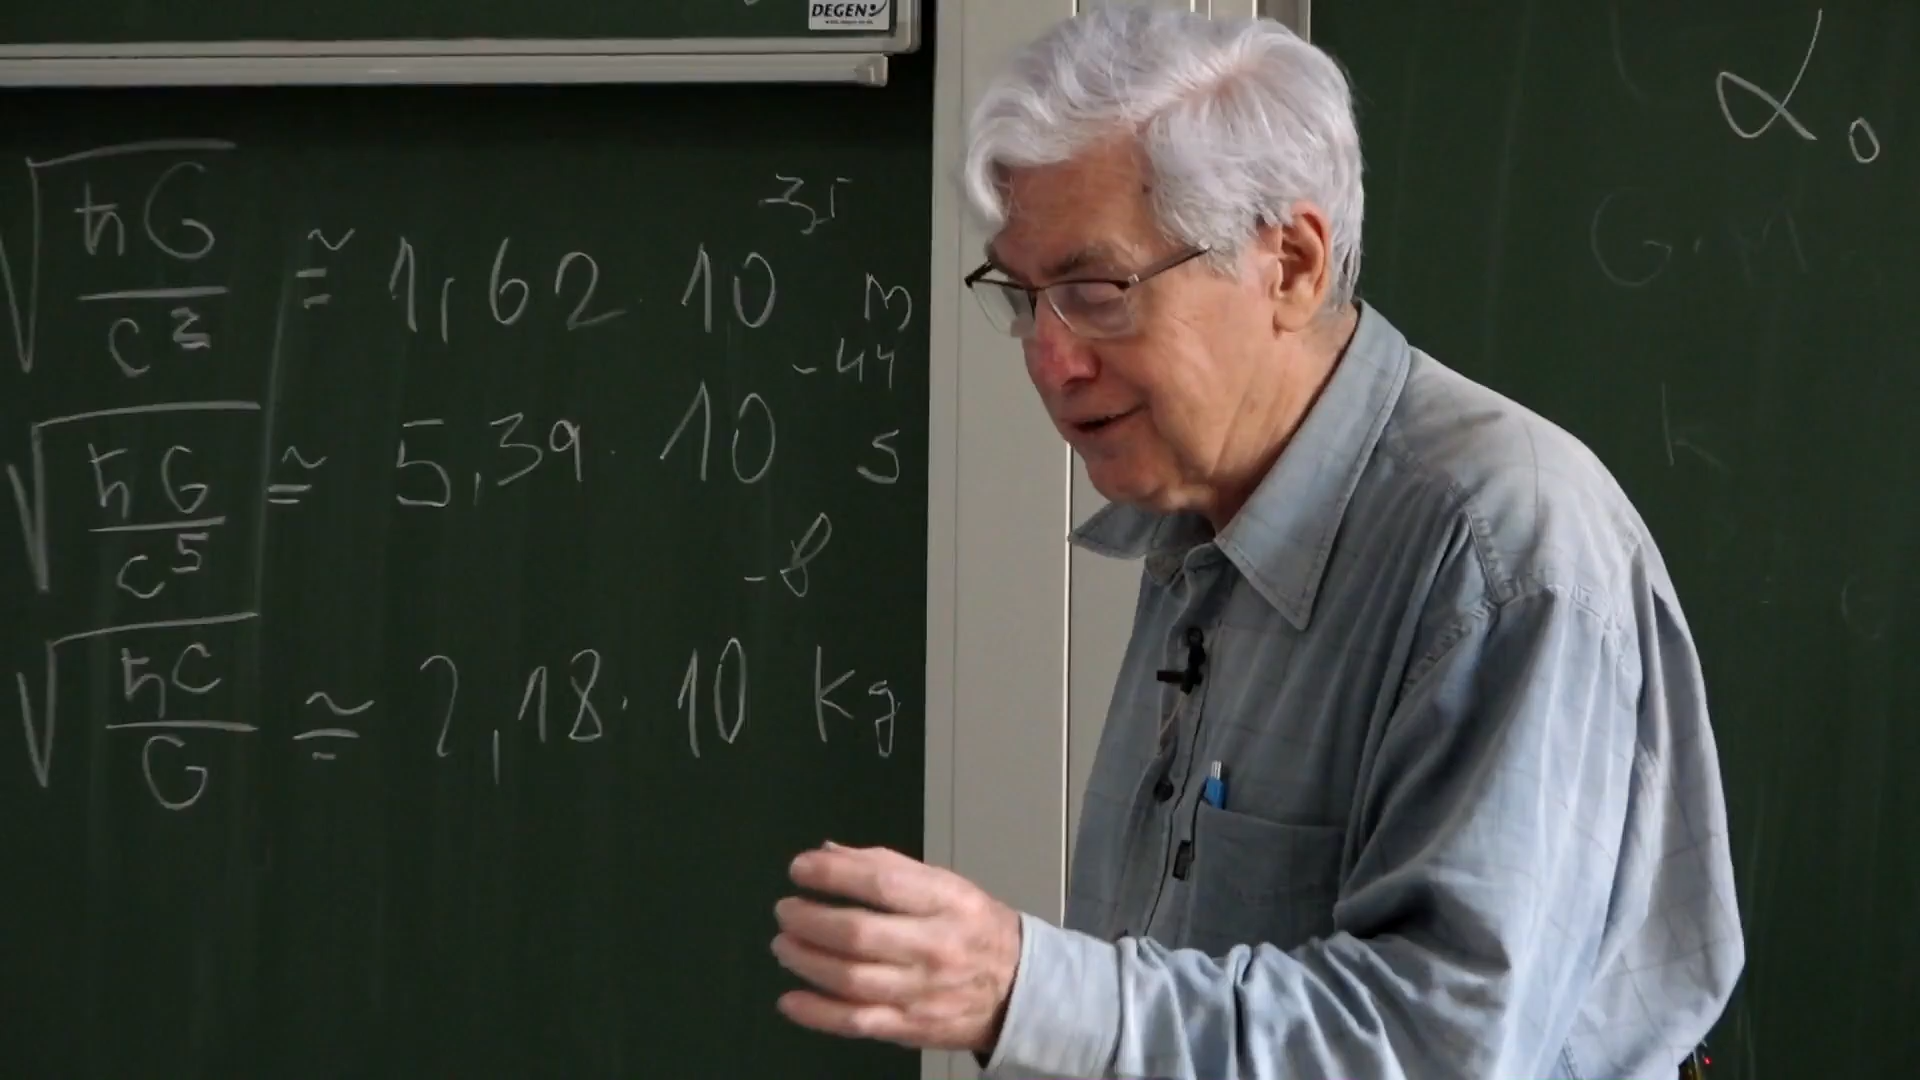 DEGEN
√(ħG/c²) ≅ 1,62 · 10⁻³⁵ m
√(ħG/c⁵) ≅ 5,39 · 10⁻⁴⁴ s
√(ħc/G) ≅ 2,18 · 10⁻⁸ kg
α₀